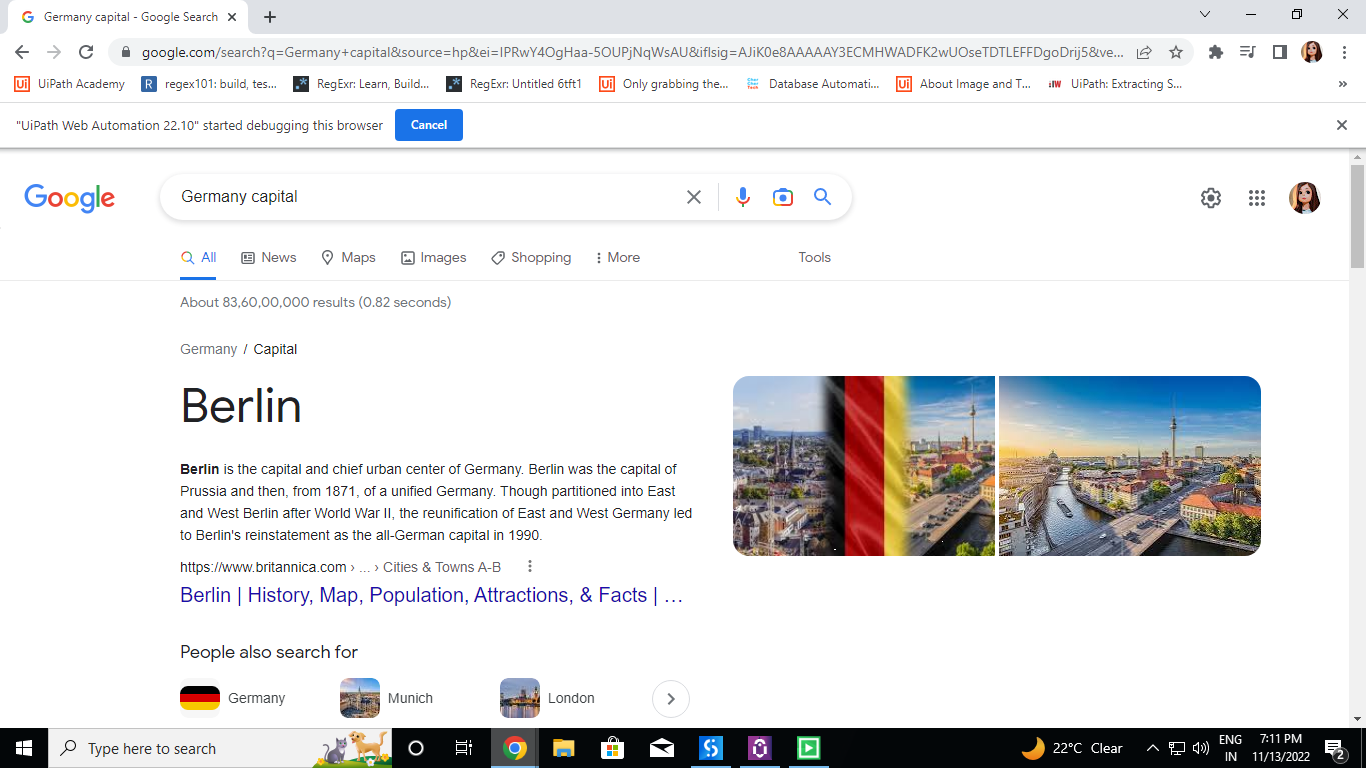 Germany capital - Google Search
google.com/search?q=Germany+capital&source=hp&ei=IPRwY4OgHaa-5OUPjNqWsAU&iflsig=AJiK0e8AAAAAY3ECMHWADFK2wUOseTDTLEFFDgoDrij5&ve...
UiPath Academy
regex101: build, tes...
RegExr: Learn, Build...
RegExr: Untitled 6tft1
Only grabbing the...
Database Automati...
About Image and T...
UiPath: Extracting S...
"UiPath Web Automation 22.10" started debugging this browser
Cancel
Google
Germany capital
All
News
Maps
Images
Shopping
More
Tools
About 83,60,00,000 results (0.82 seconds)
Germany / Capital
Berlin
Berlin is the capital and chief urban center of Germany. Berlin was the capital of
Prussia and then, from 1871, of a unified Germany. Though partitioned into East
and West Berlin after World War II, the reunification of East and West Germany led
to Berlin's reinstatement as the all-German capital in 1990.
https://www.britannica.com › ... › Cities & Towns A-B
Berlin | History, Map, Population, Attractions, & Facts | …
People also search for
Germany
Munich
London
Type here to search
22°C Clear
ENG
IN
7:11 PM
11/13/2022
2